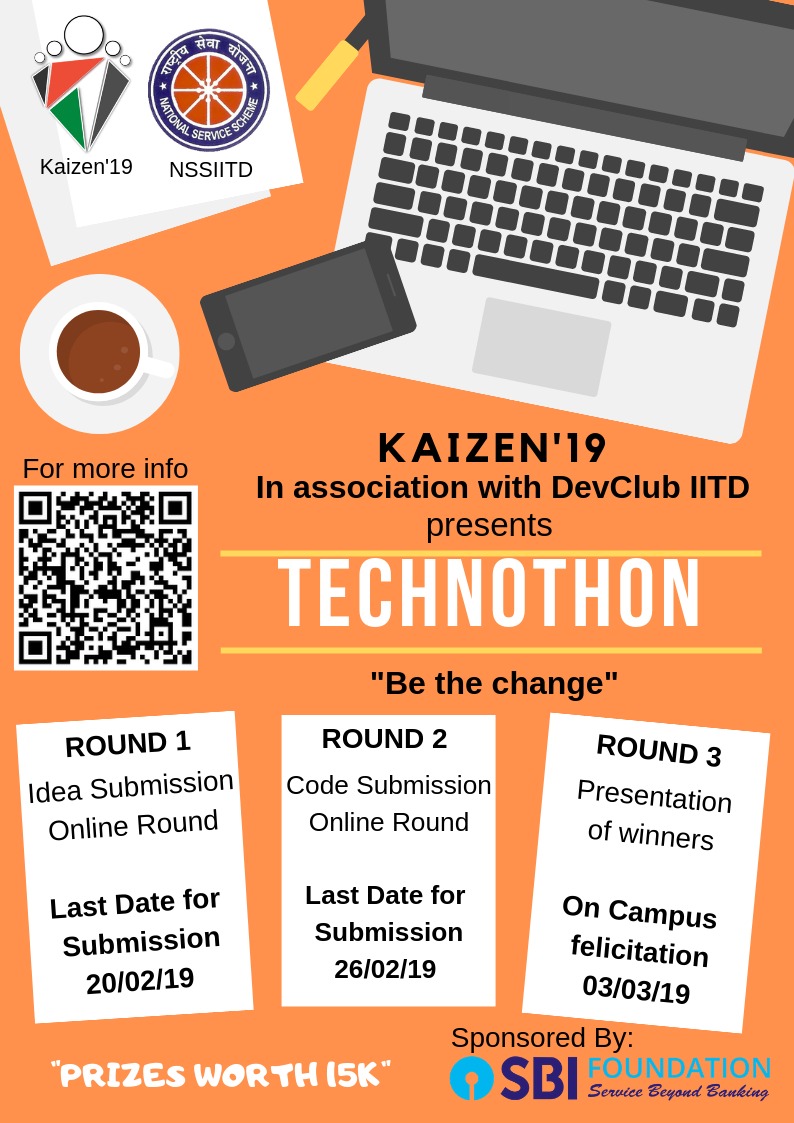 राष्ट्रीय सेवा योजना
NATIONAL SERVICE SCHEME
Kaizen'19
NSSIITD
For more info
KAIZEN'19
In association with DevClub IITD
presents
TECHNOTHON
"Be the change"
ROUND 1
Idea Submission
Online Round
Last Date for
Submission
20/02/19
ROUND 2
Code Submission
Online Round
Last Date for
Submission
26/02/19
ROUND 3
Presentation
of winners
On Campus
felicitation
03/03/19
"PRIZES WORTH 15K"
Sponsored By:
SBI FOUNDATION
Service Beyond Banking